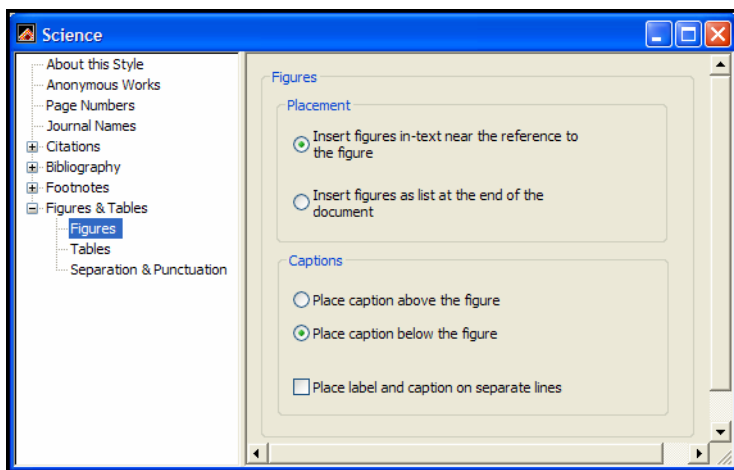 Science
About this Style
Anonymous Works
Page Numbers
Journal Names
Citations
Bibliography
Footnotes
Figures & Tables
Figures
Tables
Separation & Punctuation
Figures
Placement
Insert figures in-text near the reference to
the figure
Insert figures as list at the end of the
document
Captions
Place caption above the figure
Place caption below the figure
Place label and caption on separate lines